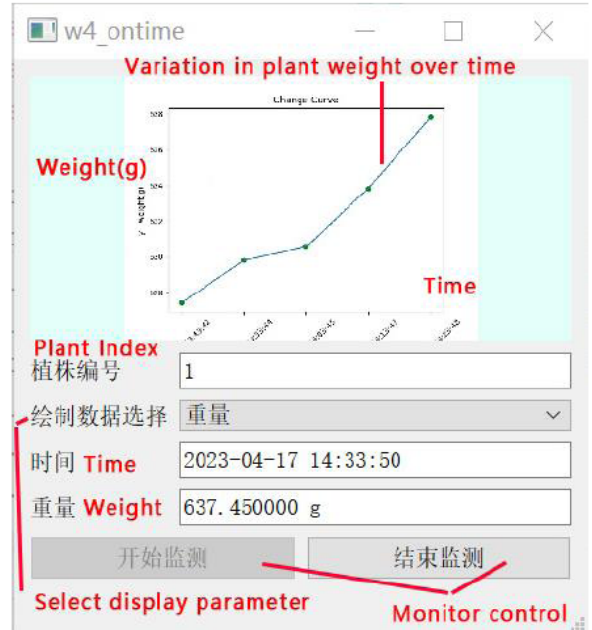 w4_ontime
Variation in plant weight over time
Change Curve
Weight(g)
Time
Plant Index
植株编号 1
绘制数据选择 重量
时间 Time 2023-04-17 14:33:50
重量 Weight 637.450000 g
开始监测 结束监测
Select display parameter
Monitor control